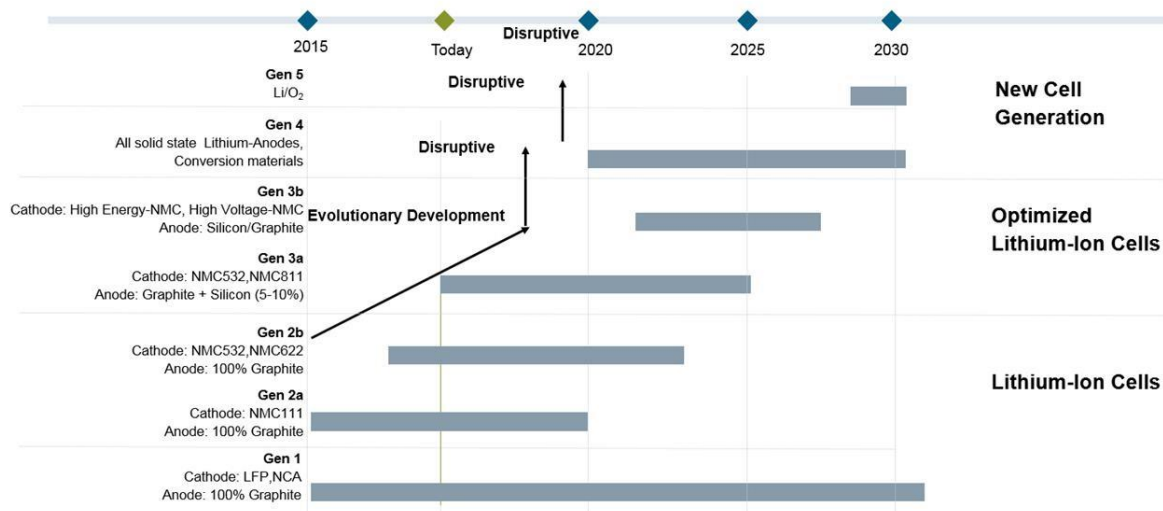 Disruptive
2015
Today
2020
2025
2030
Gen 5
Li/O₂
Disruptive
New Cell
Generation
Gen 4
All solid state Lithium-Anodes,
Conversion materials
Disruptive
Gen 3b
Cathode: High Energy-NMC, High Voltage-NMC
Anode: Silicon/Graphite
Evolutionary Development
Optimized
Lithium-Ion Cells
Gen 3a
Cathode: NMC532,NMC811
Anode: Graphite + Silicon (5-10%)
Gen 2b
Cathode: NMC532,NMC622
Anode: 100% Graphite
Lithium-Ion Cells
Gen 2a
Cathode: NMC111
Anode: 100% Graphite
Gen 1
Cathode: LFP,NCA
Anode: 100% Graphite